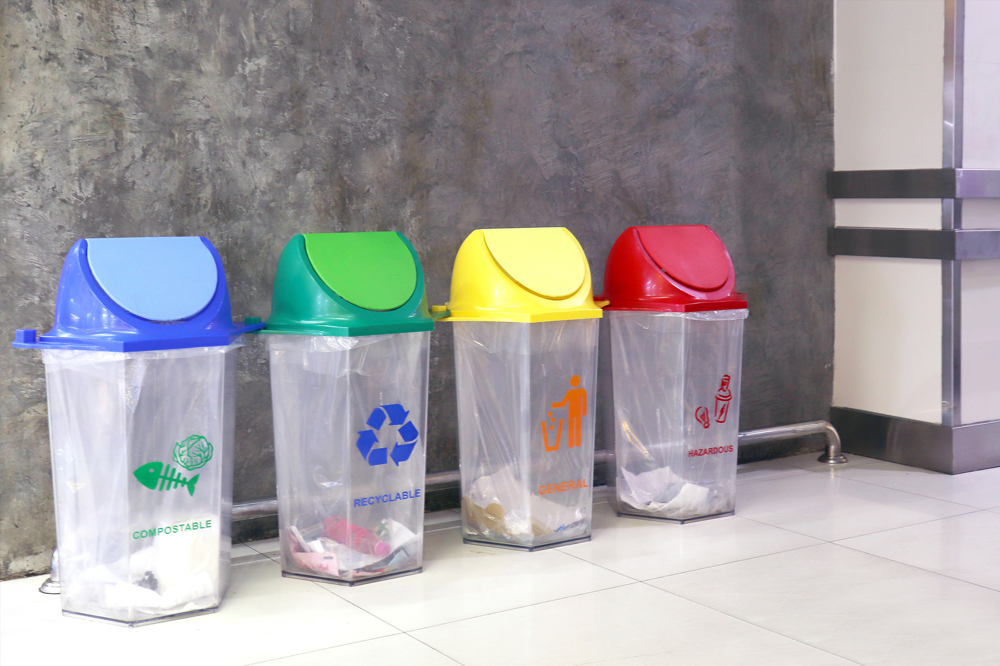 COMPOSTABLE
RECYCLABLE
GENERAL
HAZARDOUS